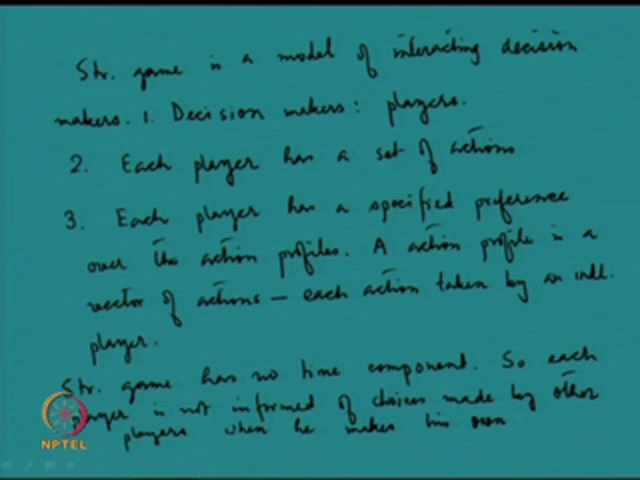 Str. game is a model of interacting decision
makers. 1. Decision makers: players.
2. Each player has a set of actions
3. Each player has a specified preference
over the action profiles. A action profile is a
vector of actions — each action taken by an indl.
player.
Str. game has no time component. So each
player is not informed of choices made by other
players when he makes his own
NPTEL